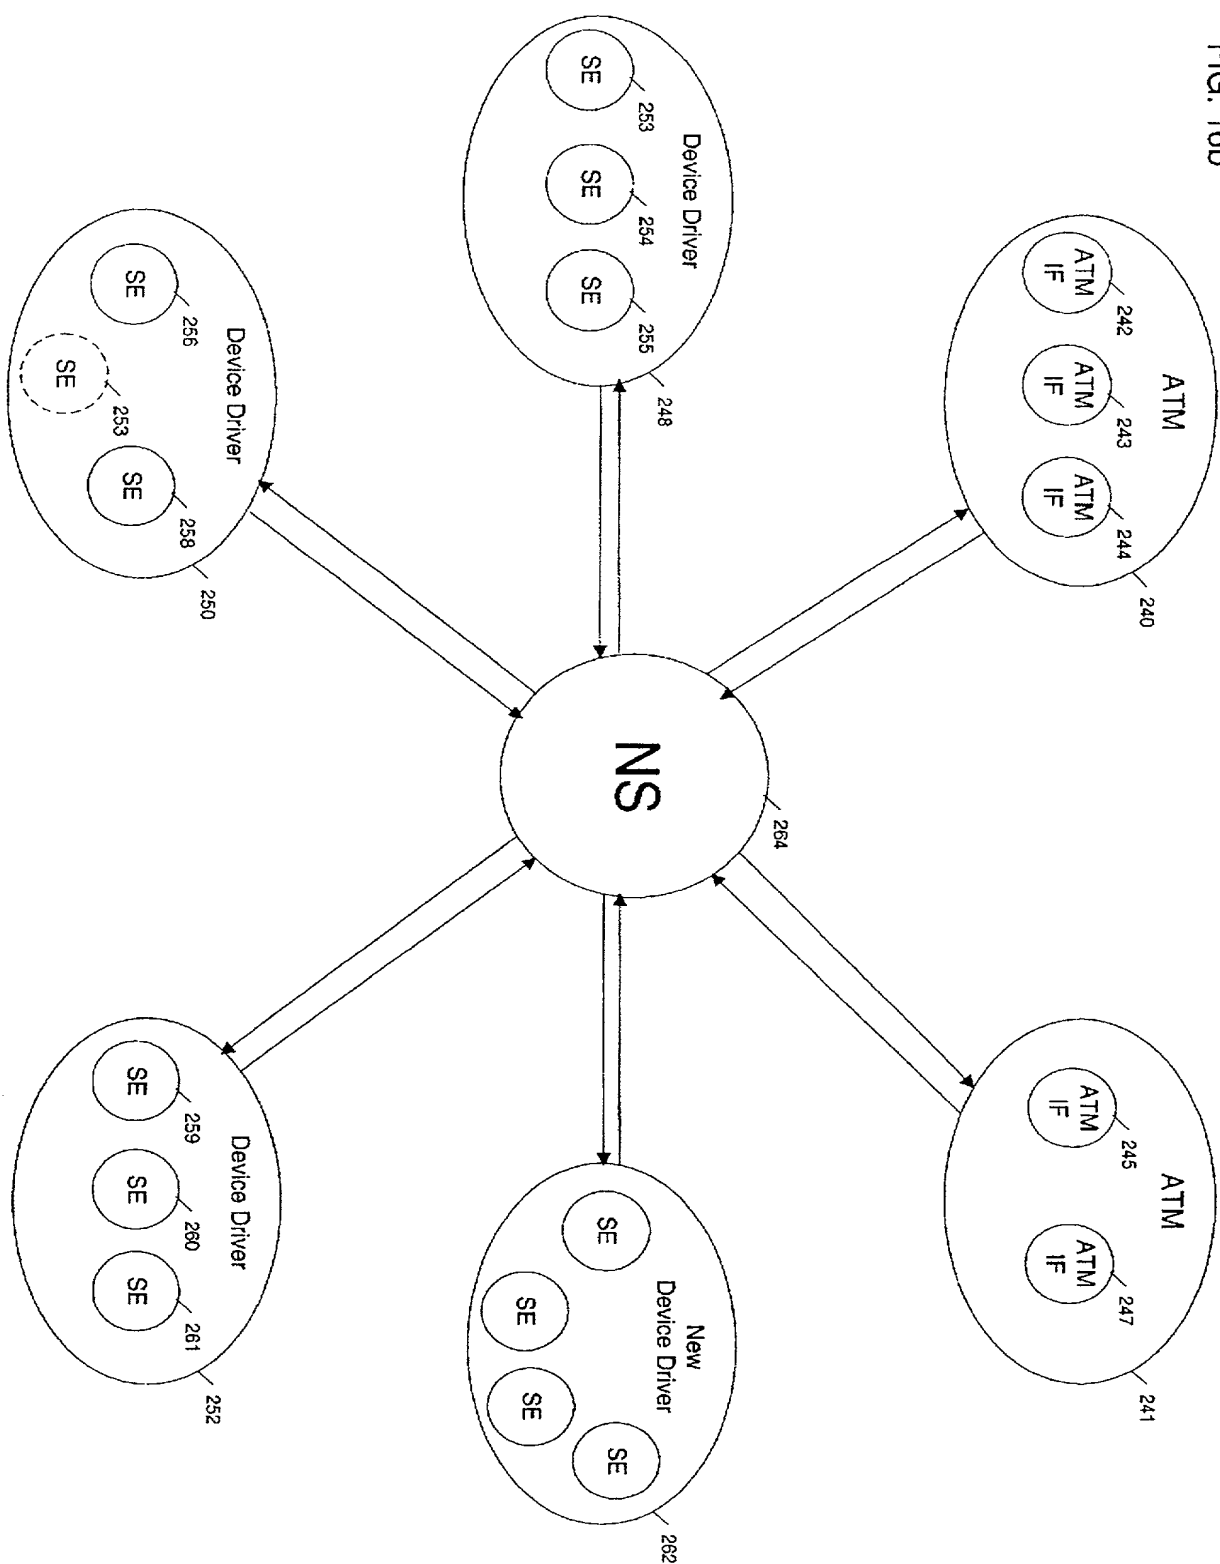 FIG.
ATM
ATM
IF
242
ATM
IF
243
ATM
IF
244
240
ATM
ATM
IF
245
ATM
IF
247
241
Device Driver
SE
253
SE
254
SE
255
248
NS
264
New
Device Driver
SE
SE
SE
SE
262
Device Driver
SE
256
SE
253
SE
258
250
Device Driver
SE
259
SE
260
SE
261
252